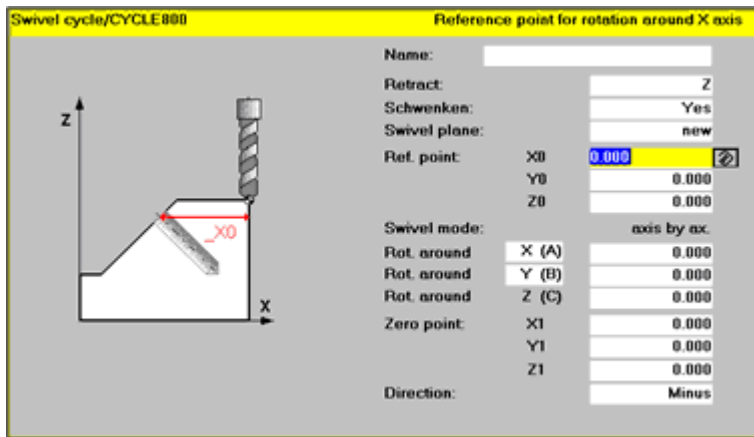 Swivel cycle/CYCLE800 Reference point for rotation around X axis
Name:
Retract: Z
Schwenken: Yes
Swivel plane: new
Ref. point: X0 0.000
Y0 0.000
Z0 0.000
Swivel mode: axis by ax.
Rot. around X (A) 0.000
Rot. around Y (B) 0.000
Rot. around Z (C) 0.000
Zero point: X1 0.000
Y1 0.000
Z1 0.000
Direction: Minus
Z
_X0
X